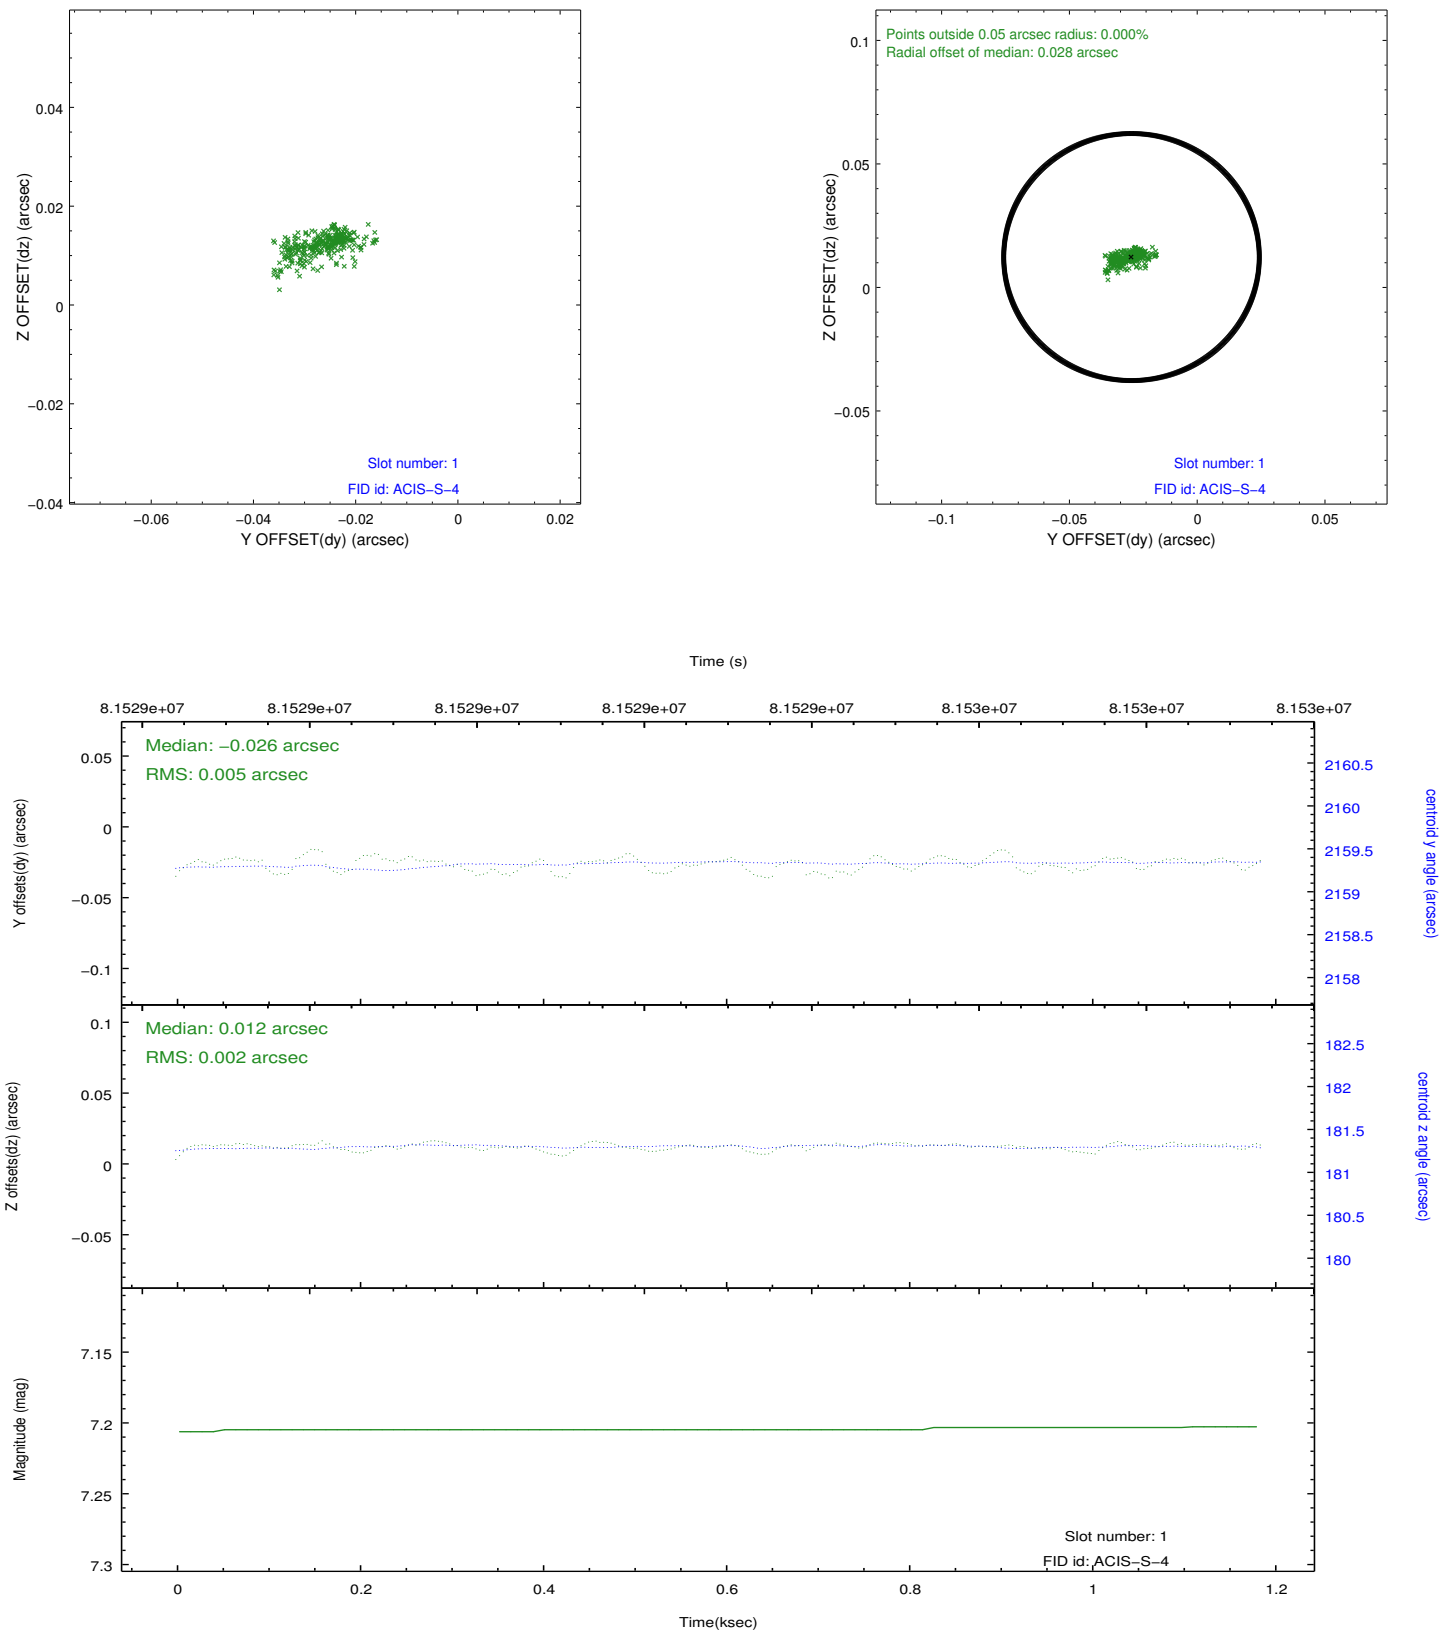 0.04
0.02
0
−0.02
−0.04
Z OFFSET(dz) (arcsec)
Slot number: 1
FID id: ACIS−S−4
−0.06
−0.04
−0.02
0
0.02
Y OFFSET(dy) (arcsec)
Points outside 0.05 arcsec radius: 0.000%
Radial offset of median: 0.028 arcsec
0.1
0.05
0
−0.05
Z OFFSET(dz) (arcsec)
Slot number: 1
FID id: ACIS−S−4
−0.1
−0.05
0
0.05
Y OFFSET(dy) (arcsec)
Time (s)
8.1529e+07
8.1529e+07
8.1529e+07
8.1529e+07
8.1529e+07
8.153e+07
8.153e+07
8.153e+07
Median: −0.026 arcsec
RMS: 0.005 arcsec
0.05
0
−0.05
−0.1
Y offsets(dy) (arcsec)
2160.5
2160
2159.5
2159
2158.5
2158
centroid y angle (arcsec)
Median: 0.012 arcsec
RMS: 0.002 arcsec
0.1
0.05
0
−0.05
Z offsets(dz) (arcsec)
182.5
182
181.5
181
180.5
180
centroid z angle (arcsec)
7.15
7.2
7.25
7.3
Magnitude (mag)
Slot number: 1
FID id: ACIS−S−4
0
0.2
0.4
0.6
0.8
1
1.2
Time(ksec)